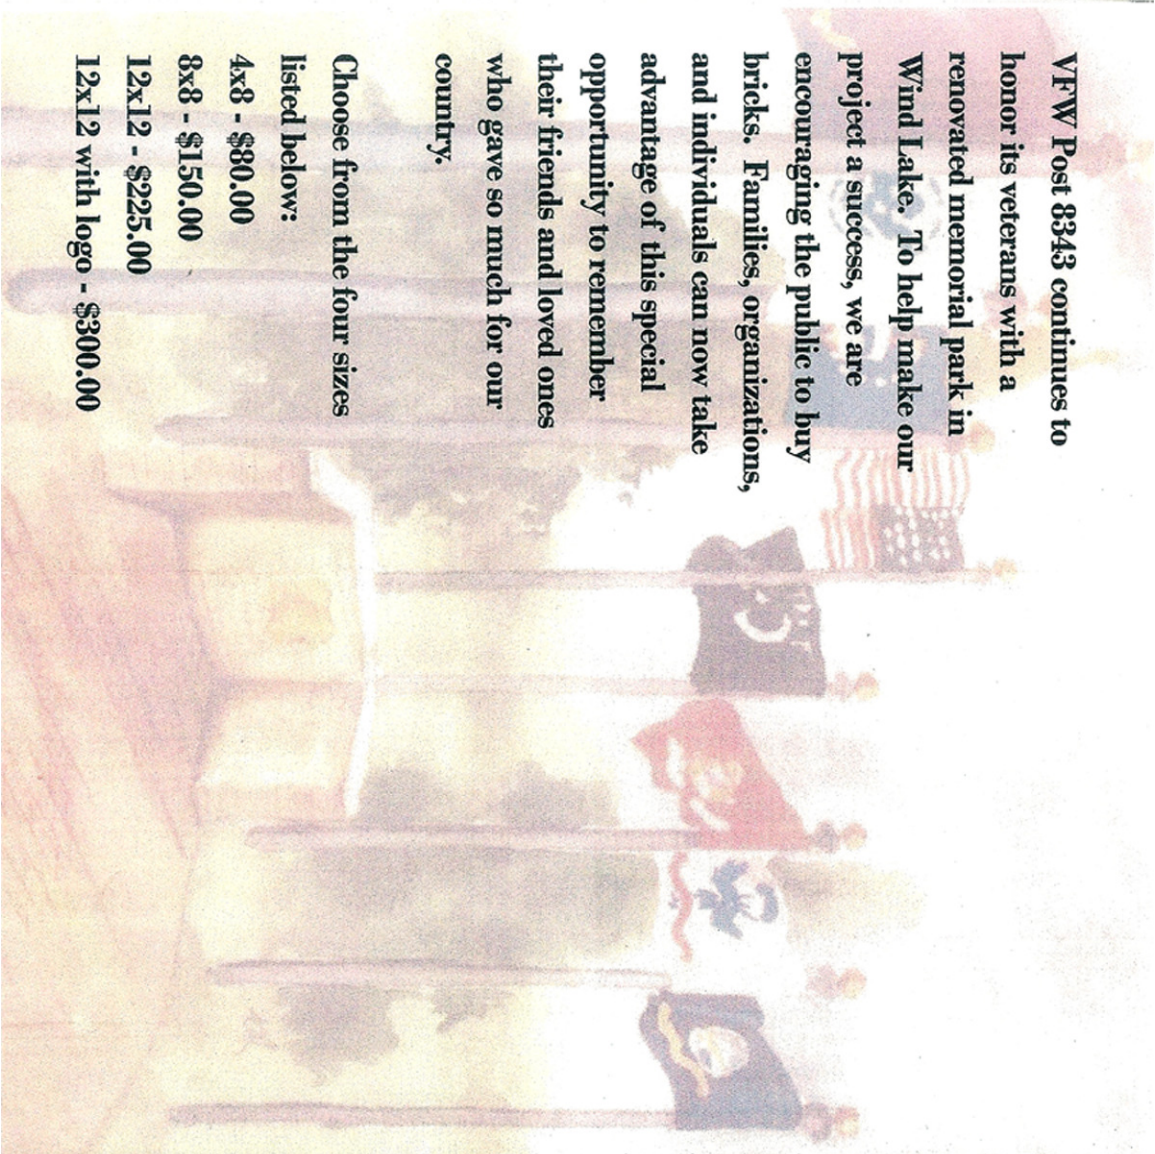 VFW Post 8343 continues to
honor its veterans with a
renovated memorial park in
Wind Lake.  To help make our
project a success, we are
encouraging the public to buy
bricks.  Families, organizations,
and individuals can now take
advantage of this special
opportunity to remember
their friends and loved ones
who gave so much for our
country.
Choose from the four sizes
listed below:
4x8 - $80.00
8x8 - $150.00
12x12 - $225.00
12x12 with logo - $300.00